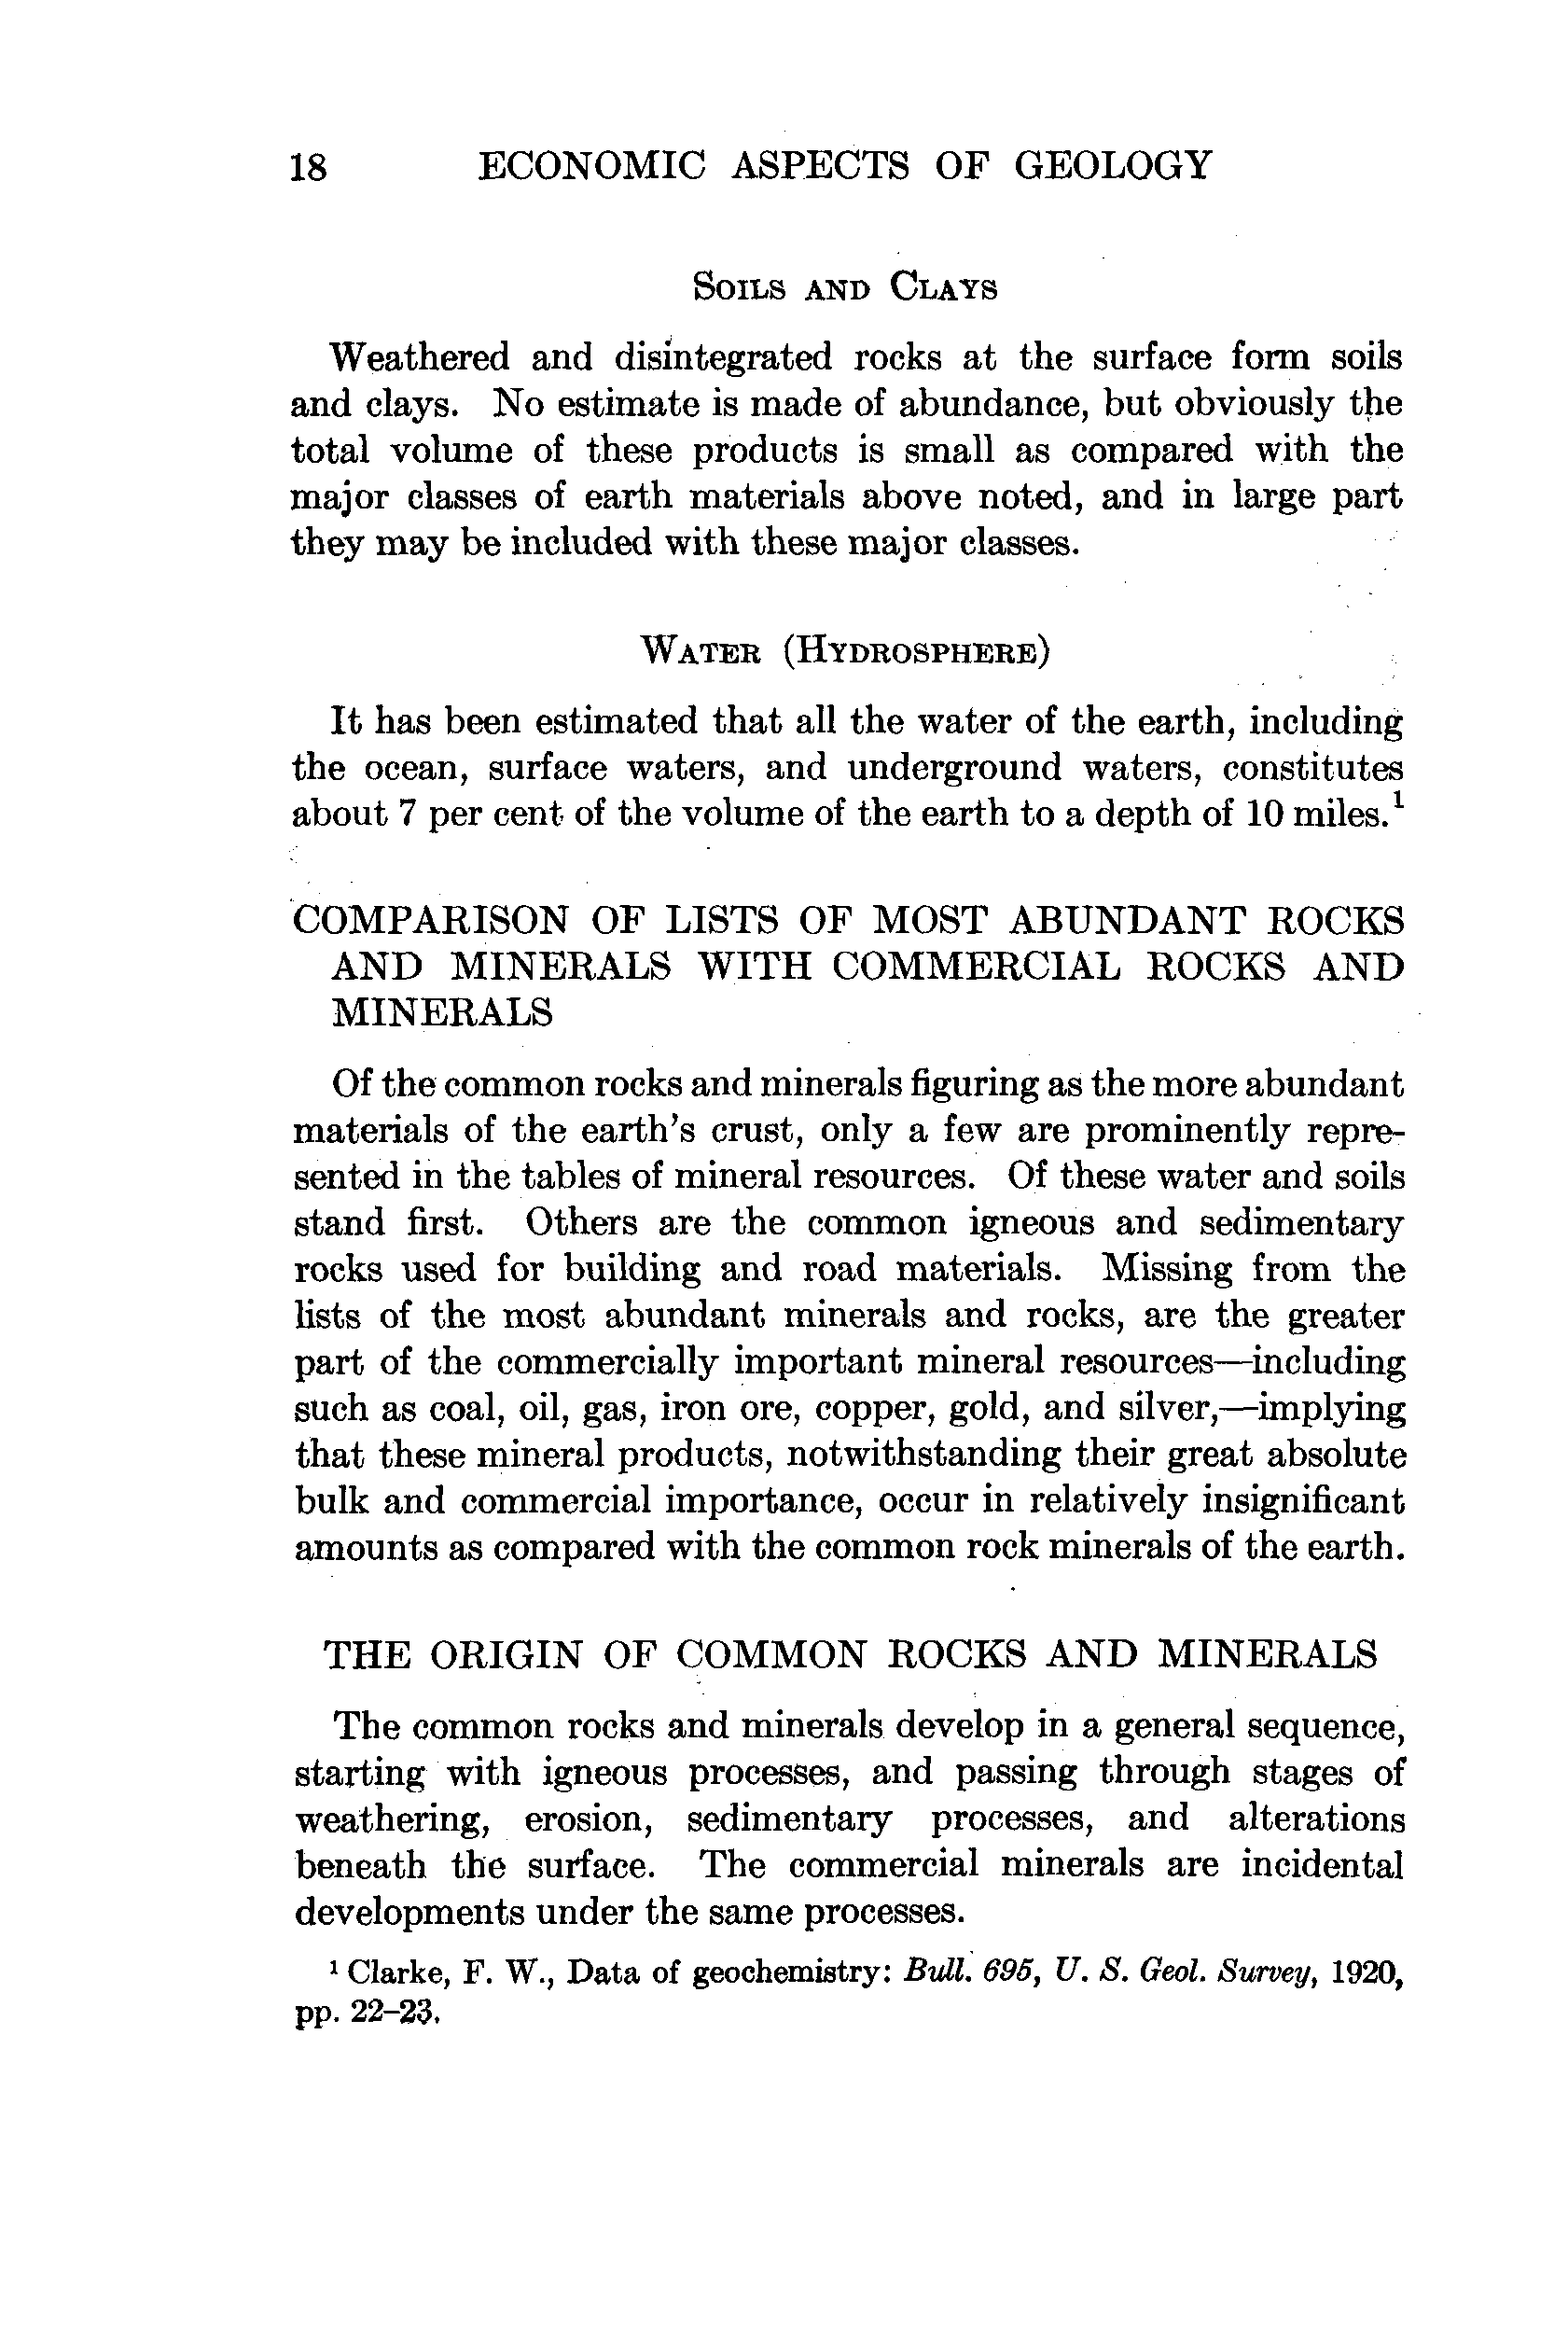 18 ECONOMIC ASPECTS OF GEOLOGY
SOILS AND CLAYS
Weathered and disintegrated rocks at the surface form soils
and clays. No estimate is made of abundance, but obviously the
total volume of these products is small as compared with the
major classes of earth materials above noted, and in large part
they may be included with these major classes.
WATER (HYDROSPHERE)
It has been estimated that all the water of the earth, including
the ocean, surface waters, and underground waters, constitutes
about 7 per cent of the volume of the earth to a depth of 10 miles.¹
COMPARISON OF LISTS OF MOST ABUNDANT ROCKS
AND MINERALS WITH COMMERCIAL ROCKS AND
MINERALS
Of the common rocks and minerals figuring as the more abundant
materials of the earth's crust, only a few are prominently repre-
sented in the tables of mineral resources. Of these water and soils
stand first. Others are the common igneous and sedimentary
rocks used for building and road materials. Missing from the
lists of the most abundant minerals and rocks, are the greater
part of the commercially important mineral resources—including
such as coal, oil, gas, iron ore, copper, gold, and silver,—implying
that these mineral products, notwithstanding their great absolute
bulk and commercial importance, occur in relatively insignificant
amounts as compared with the common rock minerals of the earth.
THE ORIGIN OF COMMON ROCKS AND MINERALS
The common rocks and minerals develop in a general sequence,
starting with igneous processes, and passing through stages of
weathering, erosion, sedimentary processes, and alterations
beneath the surface. The commercial minerals are incidental
developments under the same processes.
¹ Clarke, F. W., Data of geochemistry: Bull. 695, U. S. Geol. Survey, 1920,
pp. 22–23.